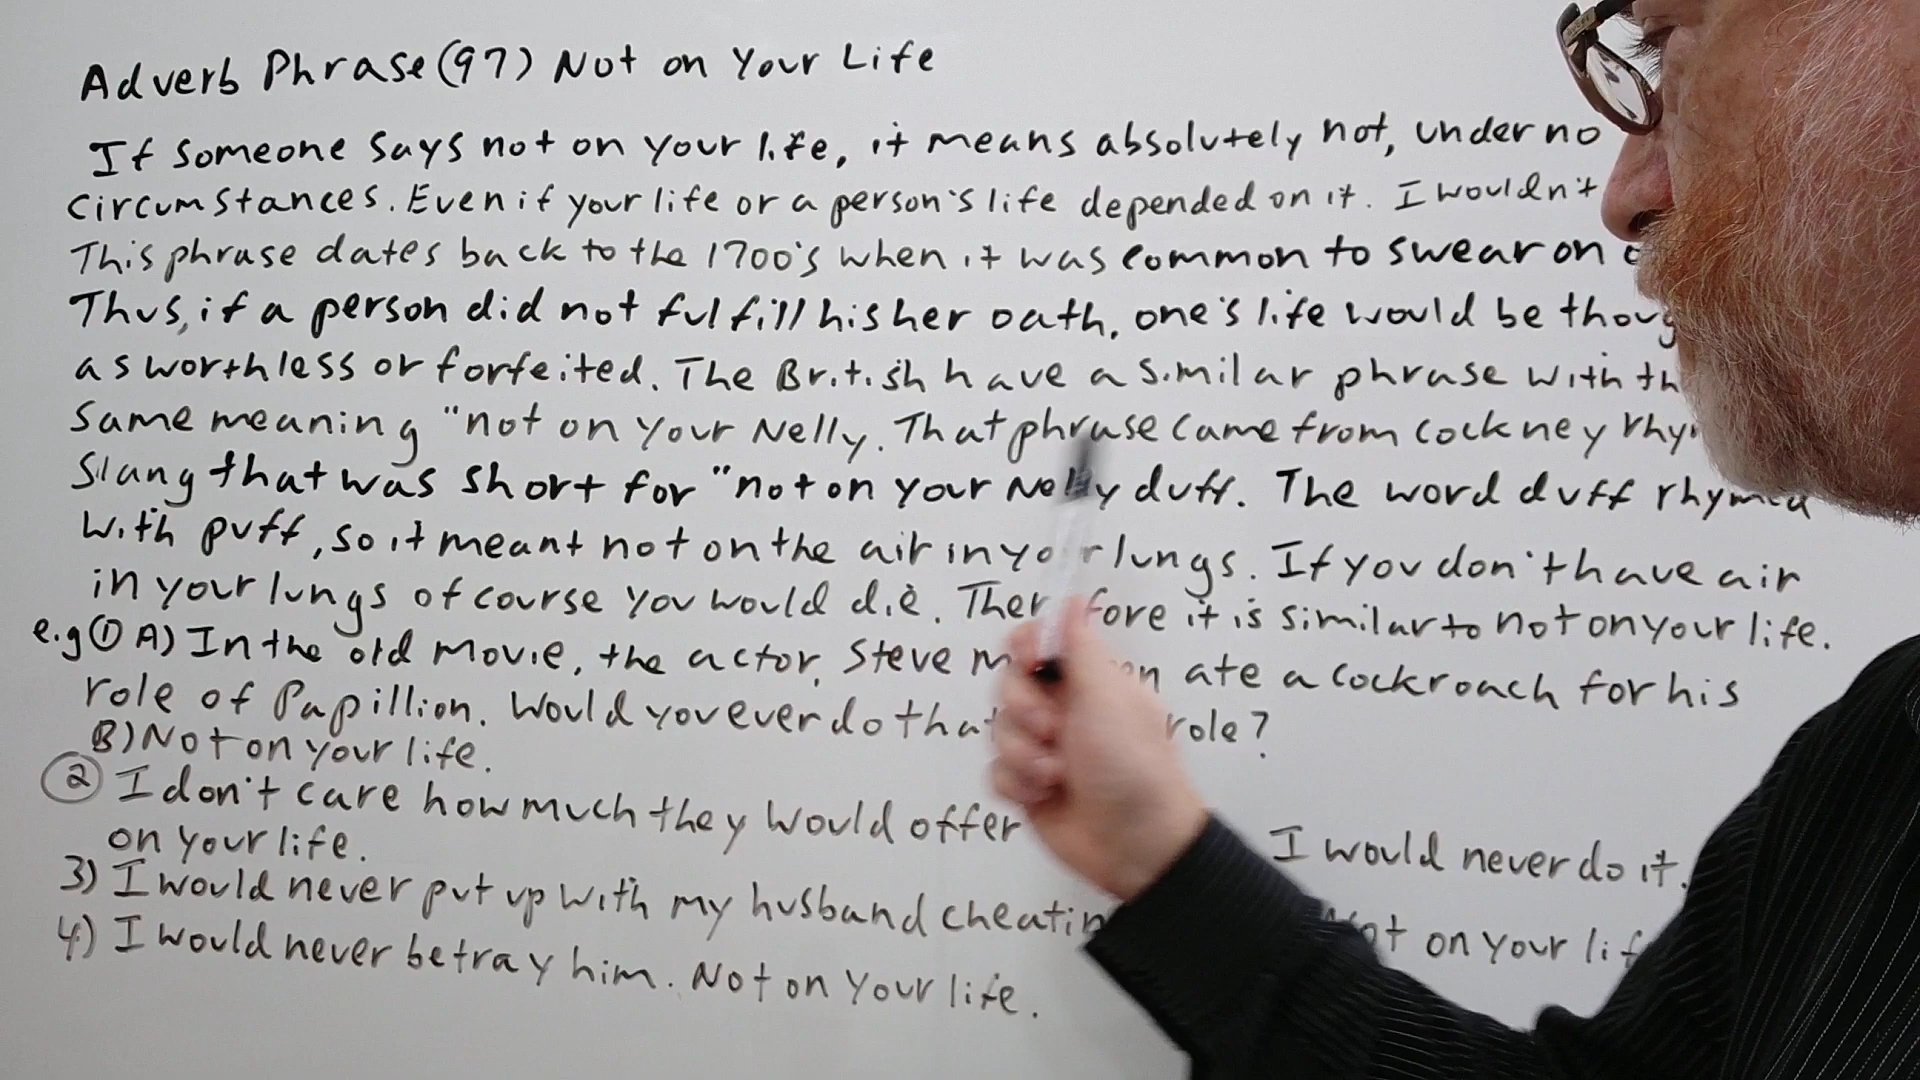 Adverb Phrase (97) Not on Your Life
If someone says not on your life, it means absolutely not, under no
circumstances. Even if your life or a person's life depended on it. I wouldn't
This phrase dates back to the 1700's when it was common to swear on
Thus, if a person did not fulfill his her oath, one's life would be
as worthless or forfeited. The British have a similar phrase with
same meaning "not on your Nelly. That phrase came from cockney
slang that was short for "not on your Nelly duff. The word duff rhymed
with puff, so it meant not on the air in your lungs. If you don't have air
in your lungs of course you would die. Therefore it is similar to not on your life.
e.g ① A) In the old movie, the actor, Steve ate a cockroach for his
role of Papillion. Would you ever do that role?
B) Not on your life.
② I don't care how much they would offer I would never do it.
on your life.
3) I would never put up with my husband on your
4) I would never betray him. Not on your life.